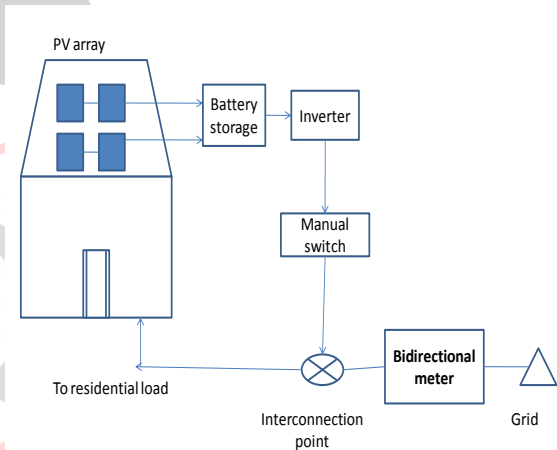 PV array
Battery
storage
Inverter
Manual
switch
Bidirectional
meter
To residential load
Interconnection
point
Grid